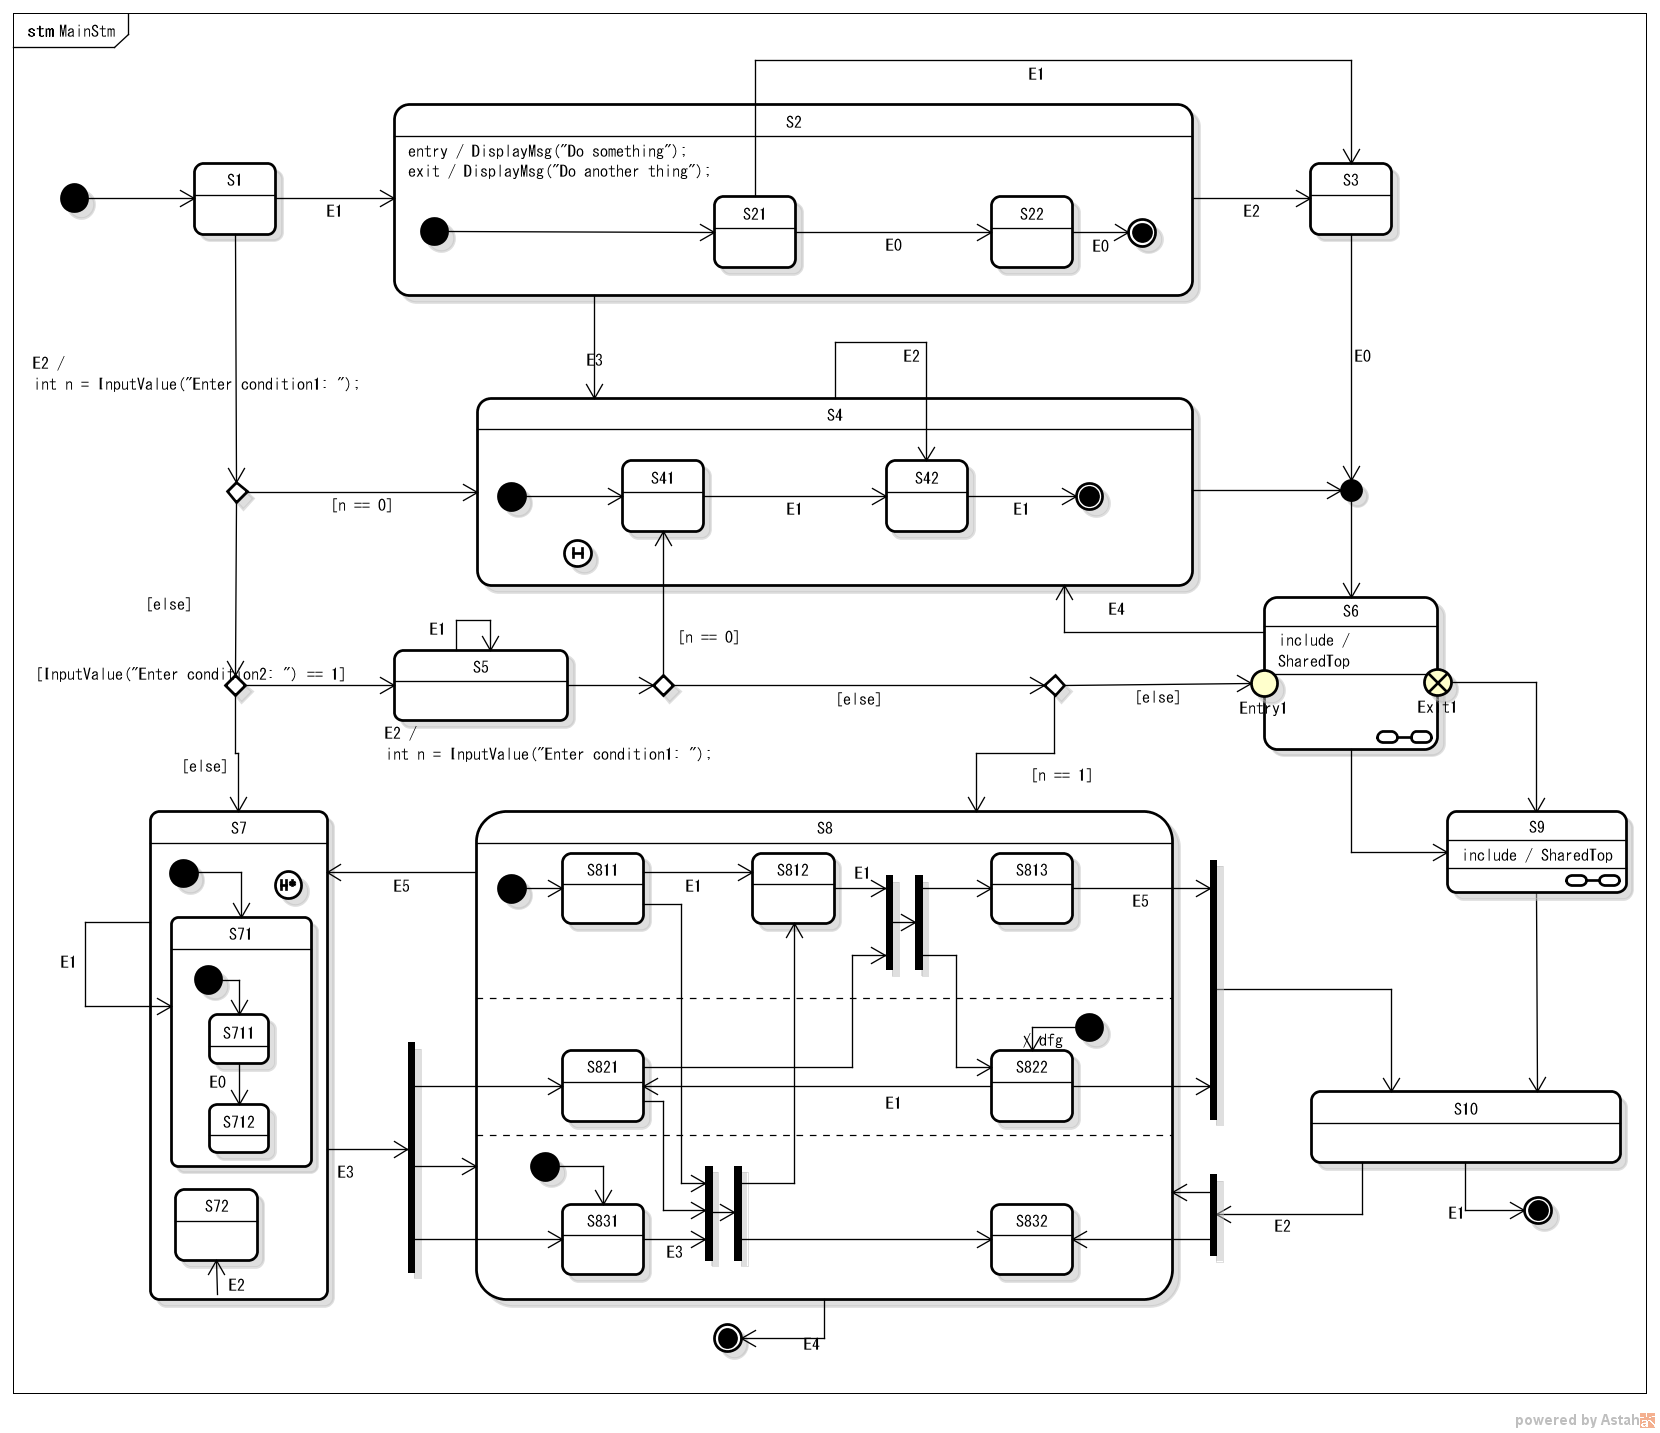 stm MainStm
E1
S2
entry / DisplayMsg("Do something");
exit / DisplayMsg("Do another thing");
S1
S3
E1
S21
S22
E2
E0
E0
E2 /
int n = InputValue("Enter condition1: ");
E3
E2
E0
S4
S41
S42
[n == 0]
E1
E1
H
[else]
E4
S6
include /
SharedTop
E1
[n == 0]
S5
[InputValue("Enter condition2: ") == 1]
[else]
[else]
Entry1
Exit1
E2 /
int n = InputValue("Enter condition1: ");
[else]
[n == 1]
S7
S8
S9
include / SharedTop
H*
E5
S811
E1
S812
E1
S813
E5
S71
E1
S711
E0
S712
X dfg
S821
S822
E1
S10
E3
S72
E2
S831
E3
S832
E2
E1
E4
powered by Astah